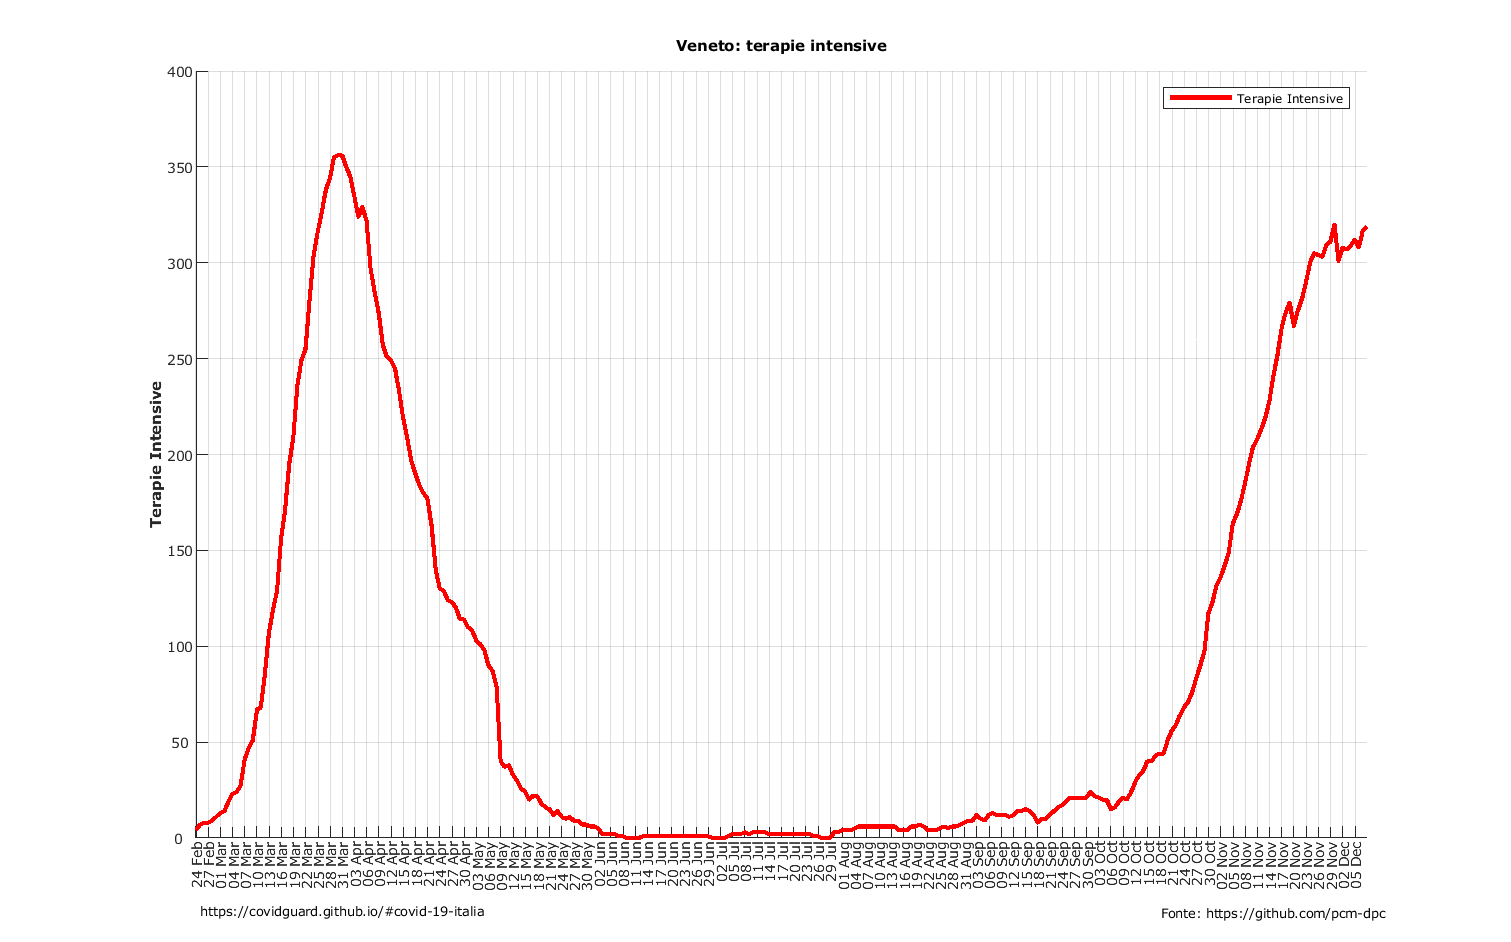 Veneto: terapie intensive
Terapie Intensive
400
350
300
250
200
150
100
50
0
Terapie Intensive
24 Feb
27 Feb
01 Mar
04 Mar
07 Mar
10 Mar
13 Mar
16 Mar
19 Mar
22 Mar
25 Mar
28 Mar
31 Mar
03 Apr
06 Apr
09 Apr
12 Apr
15 Apr
18 Apr
21 Apr
24 Apr
27 Apr
30 Apr
03 May
06 May
09 May
12 May
15 May
18 May
21 May
24 May
27 May
30 May
02 Jun
05 Jun
08 Jun
11 Jun
14 Jun
17 Jun
20 Jun
23 Jun
26 Jun
29 Jun
02 Jul
05 Jul
08 Jul
11 Jul
14 Jul
17 Jul
20 Jul
23 Jul
26 Jul
29 Jul
01 Aug
04 Aug
07 Aug
10 Aug
13 Aug
16 Aug
19 Aug
22 Aug
25 Aug
28 Aug
31 Aug
03 Sep
06 Sep
09 Sep
12 Sep
15 Sep
18 Sep
21 Sep
24 Sep
27 Sep
30 Sep
03 Oct
06 Oct
09 Oct
12 Oct
15 Oct
18 Oct
21 Oct
24 Oct
27 Oct
30 Oct
02 Nov
05 Nov
08 Nov
11 Nov
14 Nov
17 Nov
20 Nov
23 Nov
26 Nov
29 Nov
02 Dec
05 Dec
https://covidguard.github.io/#covid-19-italia
Fonte: https://github.com/pcm-dpc